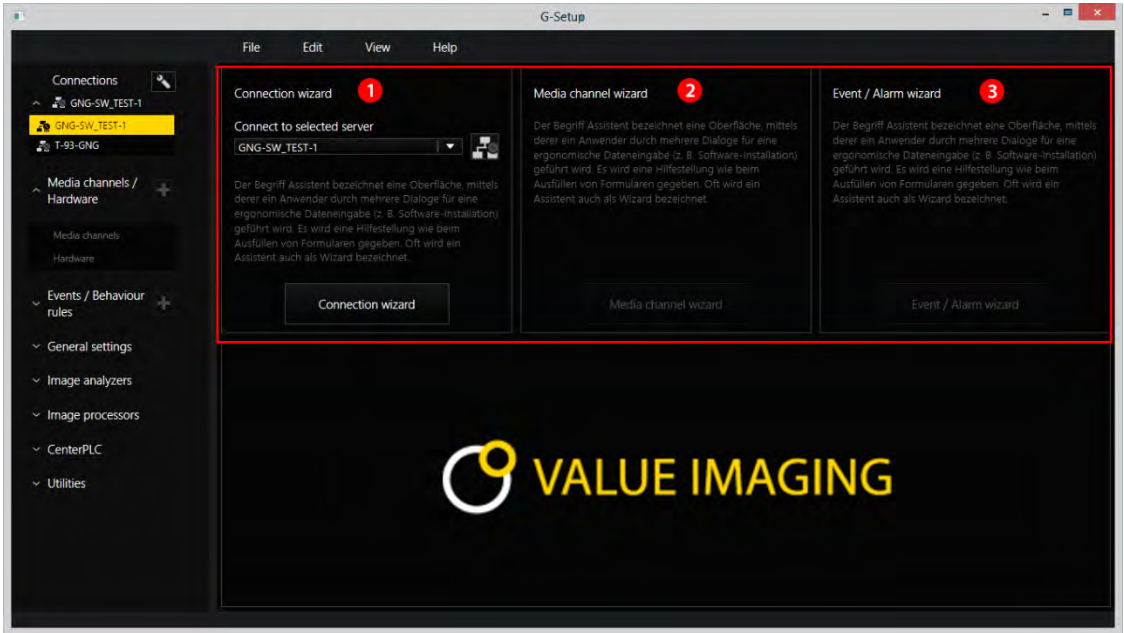 G-Setup
File Edit View Help
Connections
GNG-SW_TEST-1
GNG-SW_TEST-1
T-93-GNG
Media channels /
Hardware
Media channels
Hardware
Events / Behaviour
rules
General settings
Image analyzers
Image processors
CenterPLC
Utilities
Connection wizard 1
Connect to selected server
GNG-SW_TEST-1
Der Begriff Assistent bezeichnet eine Oberfläche, mittels
derer ein Anwender durch mehrere Dialoge für eine
ergonomische Dateneingabe (z. B. Software-Installation)
geführt wird. Es wird eine Hilfestellung wie beim
Ausfüllen von Formularen gegeben. Oft wird ein
Assistent auch als Wizard bezeichnet.
Connection wizard
Media channel wizard 2
Der Begriff Assistent bezeichnet eine Oberfläche, mittels
derer ein Anwender durch mehrere Dialoge für eine
ergonomische Dateneingabe (z. B. Software-Installation)
geführt wird. Es wird eine Hilfestellung wie beim
Ausfüllen von Formularen gegeben. Oft wird ein
Assistent auch als Wizard bezeichnet.
Media channel wizard
Event / Alarm wizard 3
Der Begriff Assistent bezeichnet eine Oberfläche, mittels
derer ein Anwender durch mehrere Dialoge für eine
ergonomische Dateneingabe (z. B. Software-Installation)
geführt wird. Es wird eine Hilfestellung wie beim
Ausfüllen von Formularen gegeben. Oft wird ein
Assistent auch als Wizard bezeichnet.
Event / Alarm wizard
VALUE IMAGING